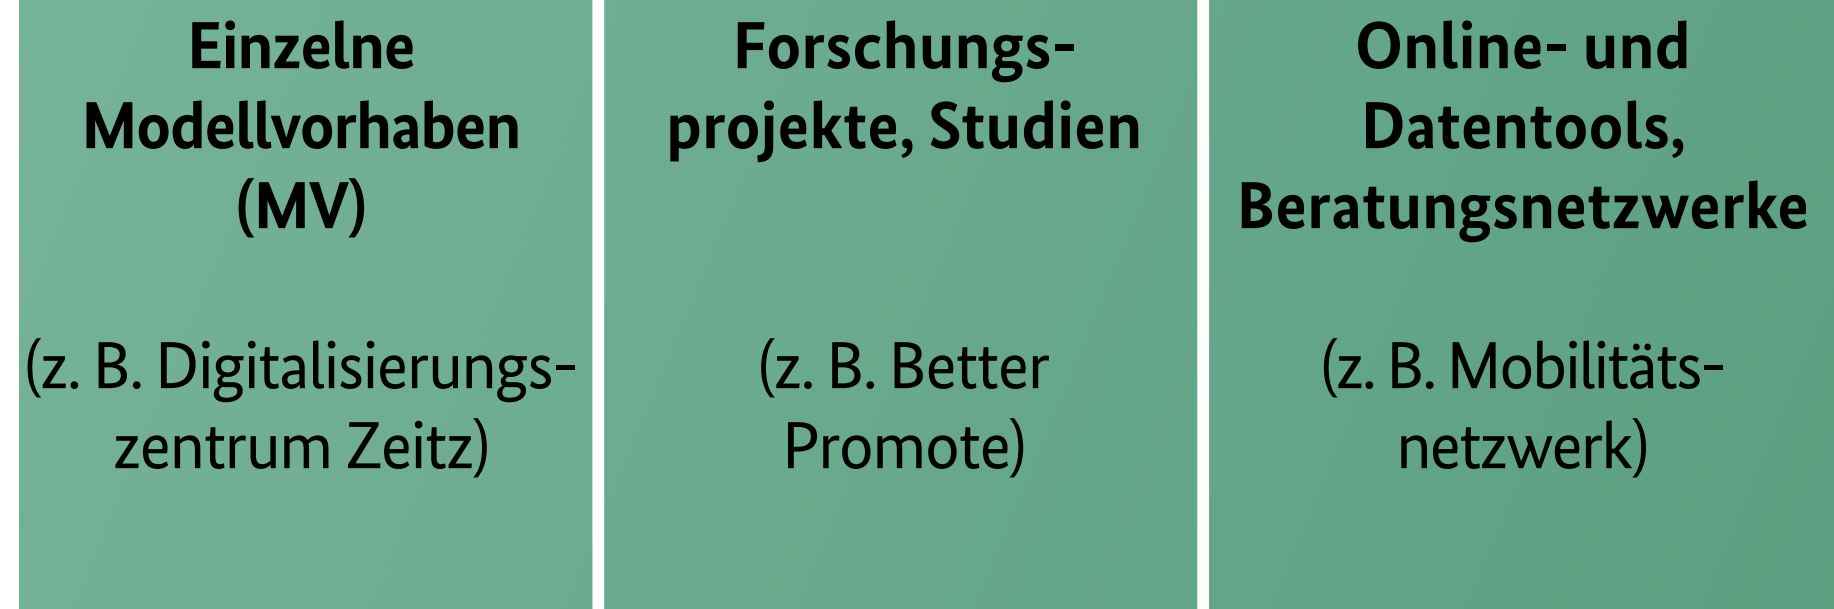 Einzelne
Modellvorhaben
(MV)
(z. B. Digitalisierungs-
zentrum Zeitz)
Forschungs-
projekte, Studien
(z. B. Better
Promote)
Online- und
Datentools,
Beratungsnetzwerke
(z. B. Mobilitäts-
netzwerk)